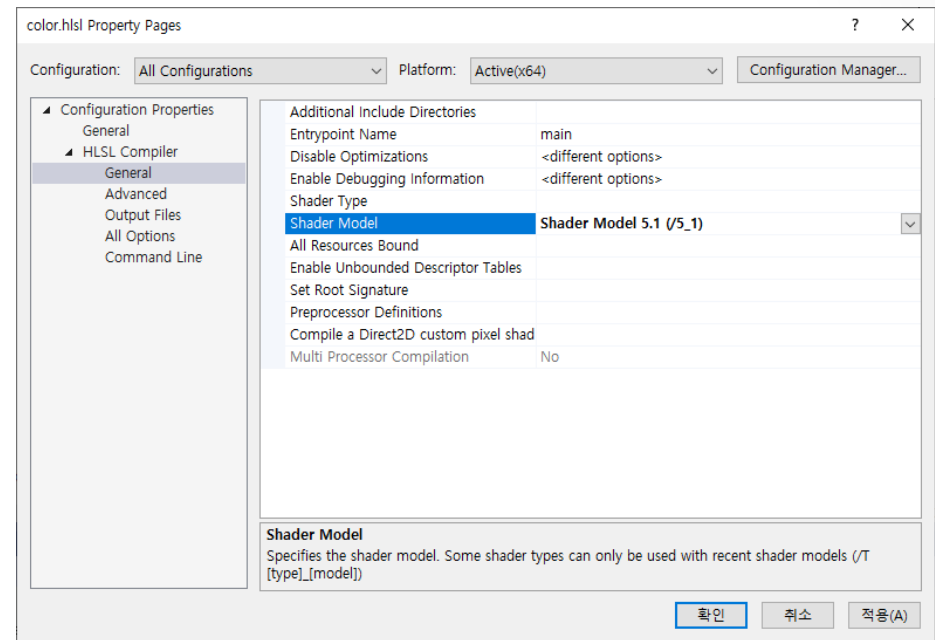 color.hlsl Property Pages
? ×
Configuration: All Configurations Platform: Active(x64) Configuration Manager...
Configuration Properties
General
HLSL Compiler
General
Advanced
Output Files
All Options
Command Line
Additional Include Directories
Entrypoint Name main
Disable Optimizations <different options>
Enable Debugging Information <different options>
Shader Type
Shader Model Shader Model 5.1 (/5_1)
All Resources Bound
Enable Unbounded Descriptor Tables
Set Root Signature
Preprocessor Definitions
Compile a Direct2D custom pixel shad
Multi Processor Compilation No
Shader Model
Specifies the shader model. Some shader types can only be used with recent shader models (/T
[type]_[model])
확인 취소 적용(A)